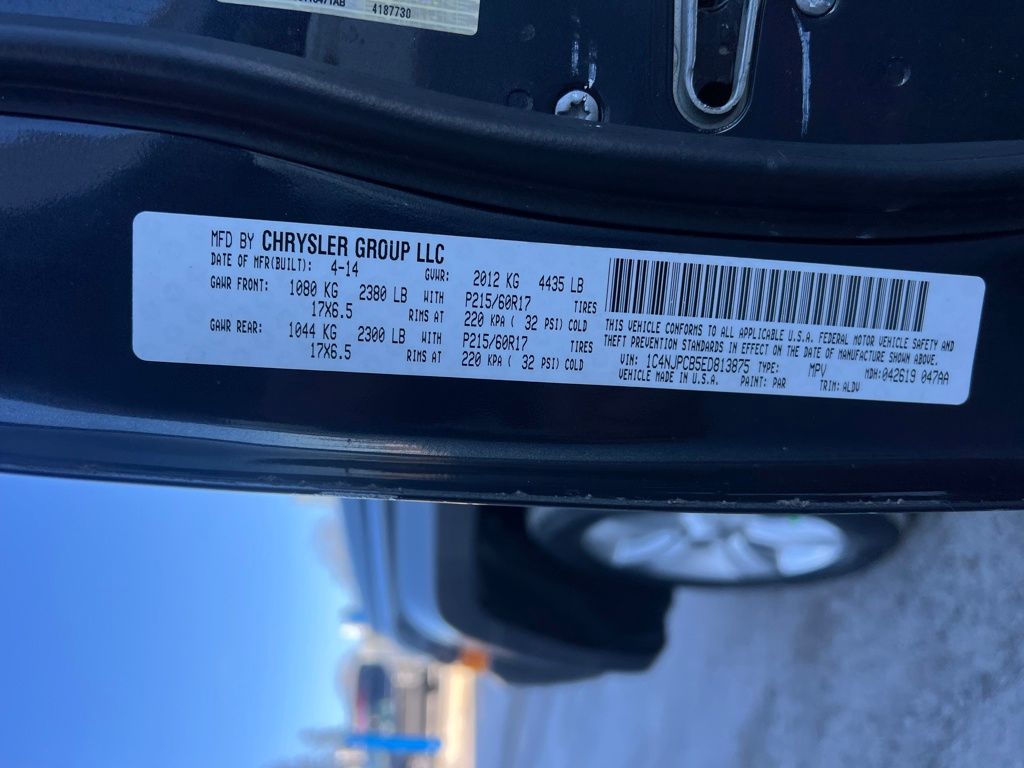 4187730
MFD BY CHRYSLER GROUP LLC
DATE OF MFR(BUILT): 4-14 GVWR: 2012 KG 4435 LB
GAWR FRONT: 1080 KG 2380 LB WITH P215/60R17 TIRES
17X6.5 RIMS AT 220 KPA ( 32 PSI) COLD
GAWR REAR: 1044 KG 2300 LB WITH P215/60R17 TIRES
17X6.5 RIMS AT 220 KPA ( 32 PSI) COLD
THIS VEHICLE CONFORMS TO ALL APPLICABLE U.S.A. FEDERAL MOTOR VEHICLE SAFETY AND
THEFT PREVENTION STANDARDS IN EFFECT ON THE DATE OF MANUFACTURE SHOWN ABOVE.
VIN: 1C4NJPCB5ED813875 TYPE: MPV MDH:042619 047AA
VEHICLE MADE IN U.S.A. PAINT: PAR TRIM: ALDV